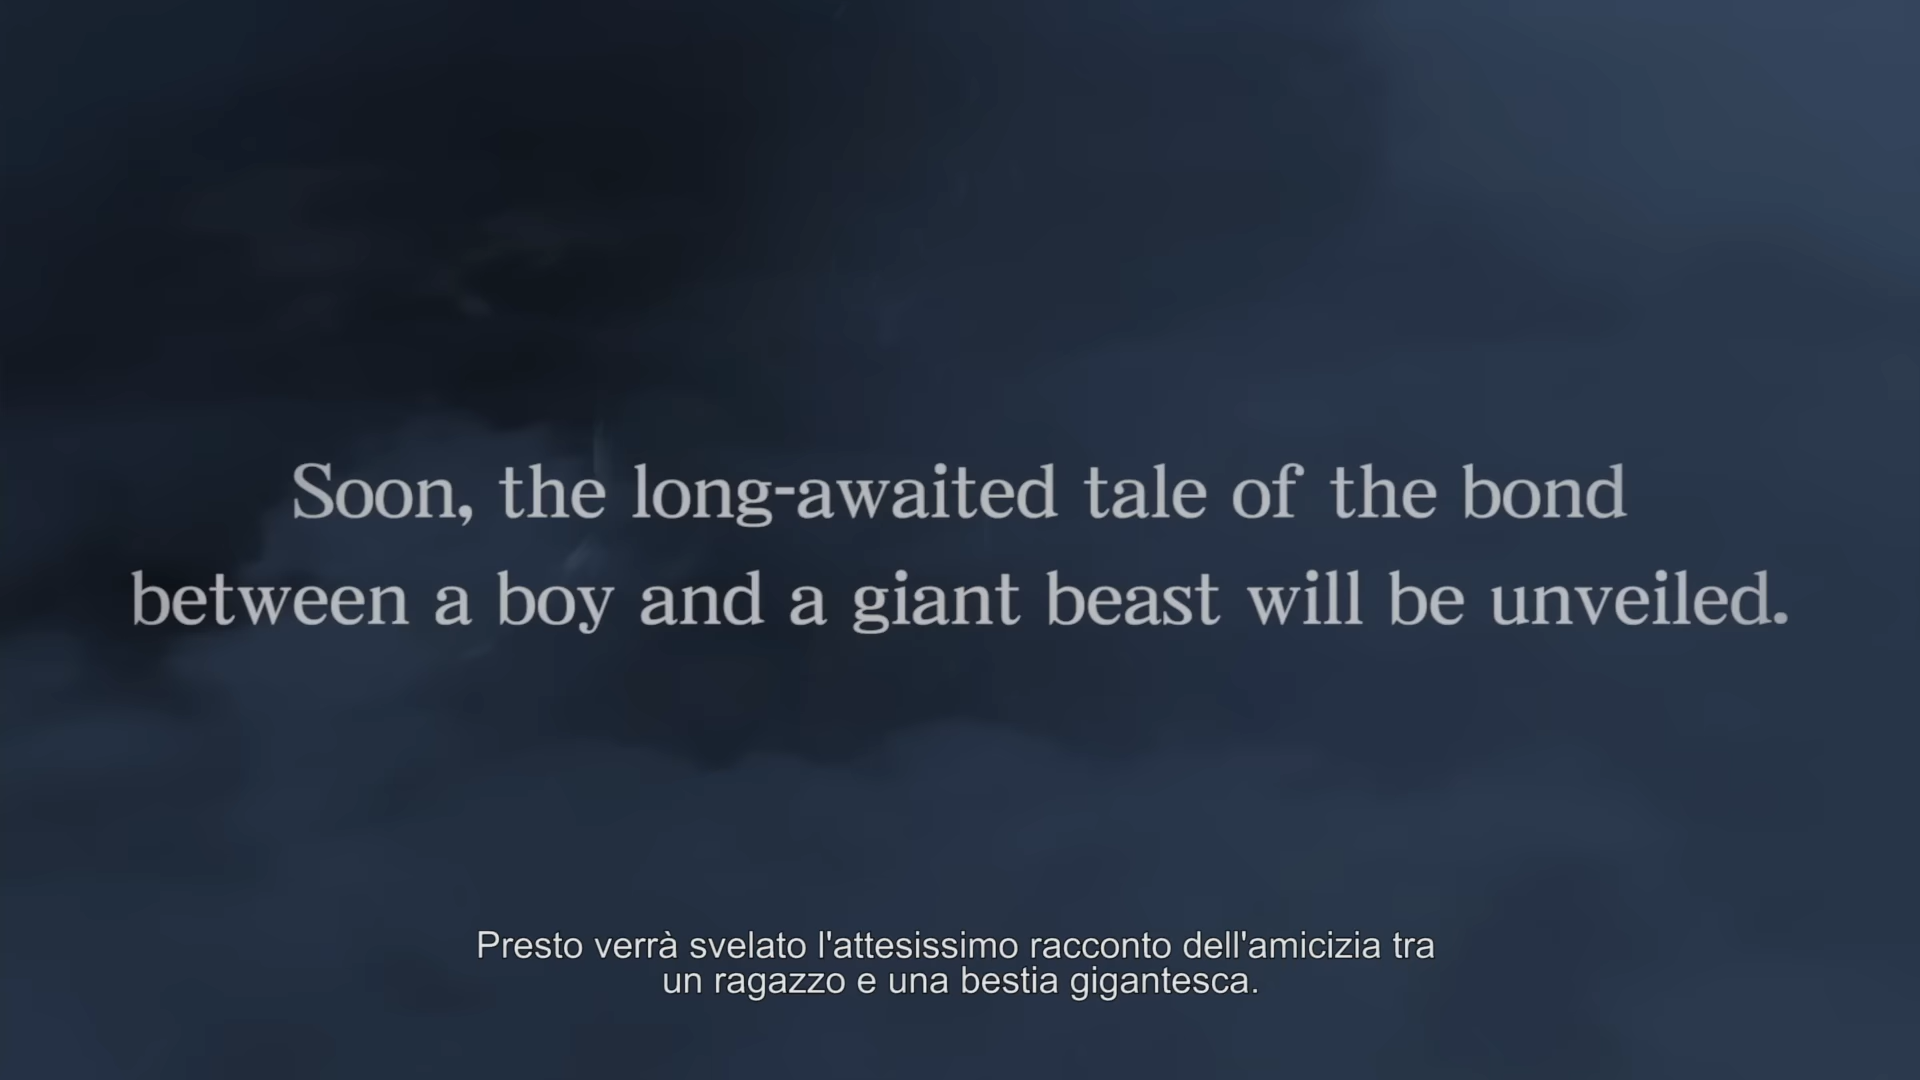 Soon, the long-awaited tale of the bond
between a boy and a giant beast will be unveiled.
Presto verrà svelato l'attesissimo racconto dell'amicizia tra
un ragazzo e una bestia gigantesca.